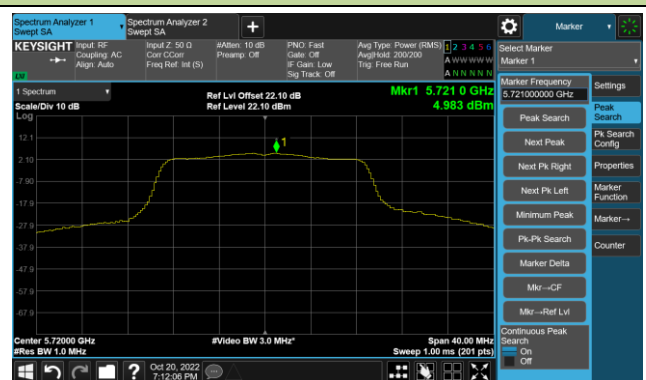 Spectrum Analyzer 1
Swept SA
Spectrum Analyzer 2
Swept SA
+
Marker
KEYSIGHT
Input: RF
Coupling: AC
Align: Auto
Input Z: 50 Ω
Corr CCorr
Freq Ref: Int (S)
#Atten: 10 dB
Preamp: Off
PNO: Fast
Gate: Off
IF Gain: Low
Sig Track: Off
Avg Type: Power (RMS)
Avg|Hold: 200/200
Trig: Free Run
1 2 3 4 5 6
A W W W W W
A N N N N N
LW
Select Marker
Marker 1
1 Spectrum
Scale/Div 10 dB
Log
Ref Lvl Offset 22.10 dB
Ref Level 22.10 dBm
Mkr1 5.721 0 GHz
4.983 dBm
1
12.1
2.10
-7.90
-17.9
-27.9
-37.9
-47.9
-57.9
-67.9
Center 5.72000 GHz
#Res BW 1.0 MHz
#Video BW 3.0 MHz*
Span 40.00 MHz
Sweep 1.00 ms (201 pts)
Marker Frequency
5.721000000 GHz
Peak Search
Next Peak
Next Pk Right
Next Pk Left
Minimum Peak
Pk-Pk Search
Marker Delta
Mkr→CF
Mkr→Ref Lvl
Continuous Peak
Search
On
Off
Settings
Peak
Search
Pk Search
Config
Properties
Marker
Function
Marker→
Counter
?
Oct 20, 2022
7:12:06 PM